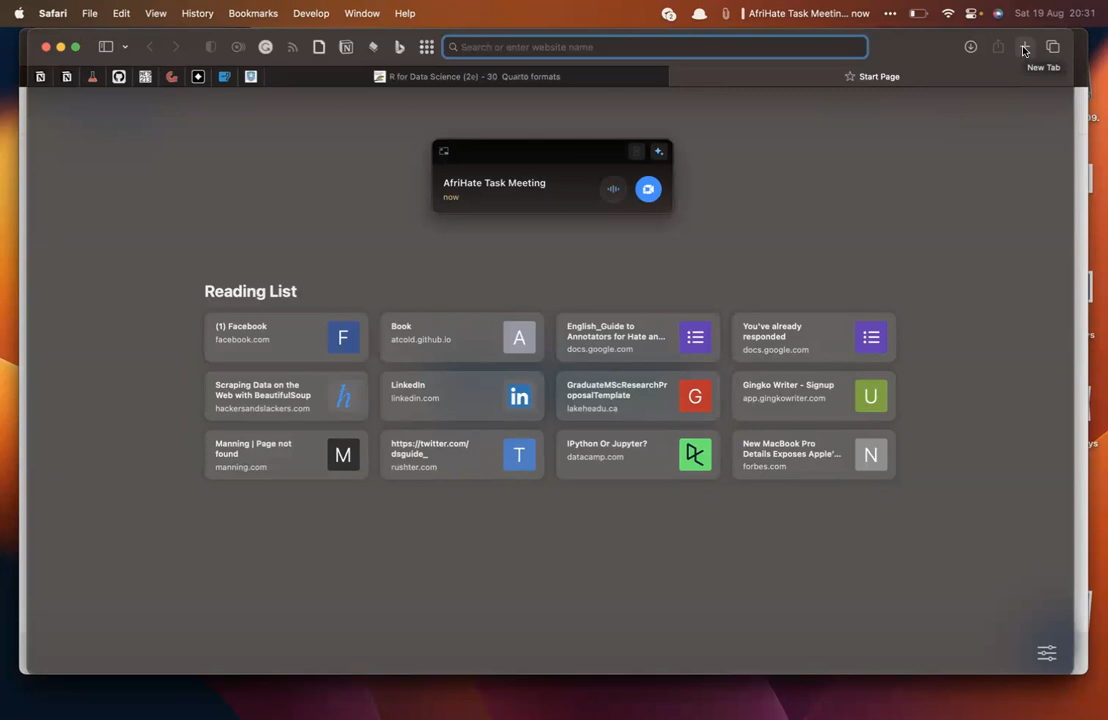 Safari File Edit View History Bookmarks Develop Window Help AfriHate Task Meetin... now ••• Sat 19 Aug 20:31
Search or enter website name
New Tab
R for Data Science (2e) - 30 Quarto formats
Start Page
AfriHate Task Meeting
now
Reading List
(1) Facebook
facebook.com
F
Book
atcold.github.io
A
English_Guide to
Annotators for Hate an...
docs.google.com
You've already
responded
docs.google.com
Scraping Data on the
Web with BeautifulSoup
hackersandslackers.com
h
LinkedIn
linkedin.com
in
GraduateMScResearchPr
oposalTemplate
lakeheadu.ca
G
Gingko Writer - Signup
app.gingkowriter.com
U
Manning | Page not
found
manning.com
M
https://twitter.com/
dsguide_
rushter.com
T
IPython Or Jupyter?
datacamp.com
DC
New MacBook Pro
Details Exposes Apple'...
forbes.com
N